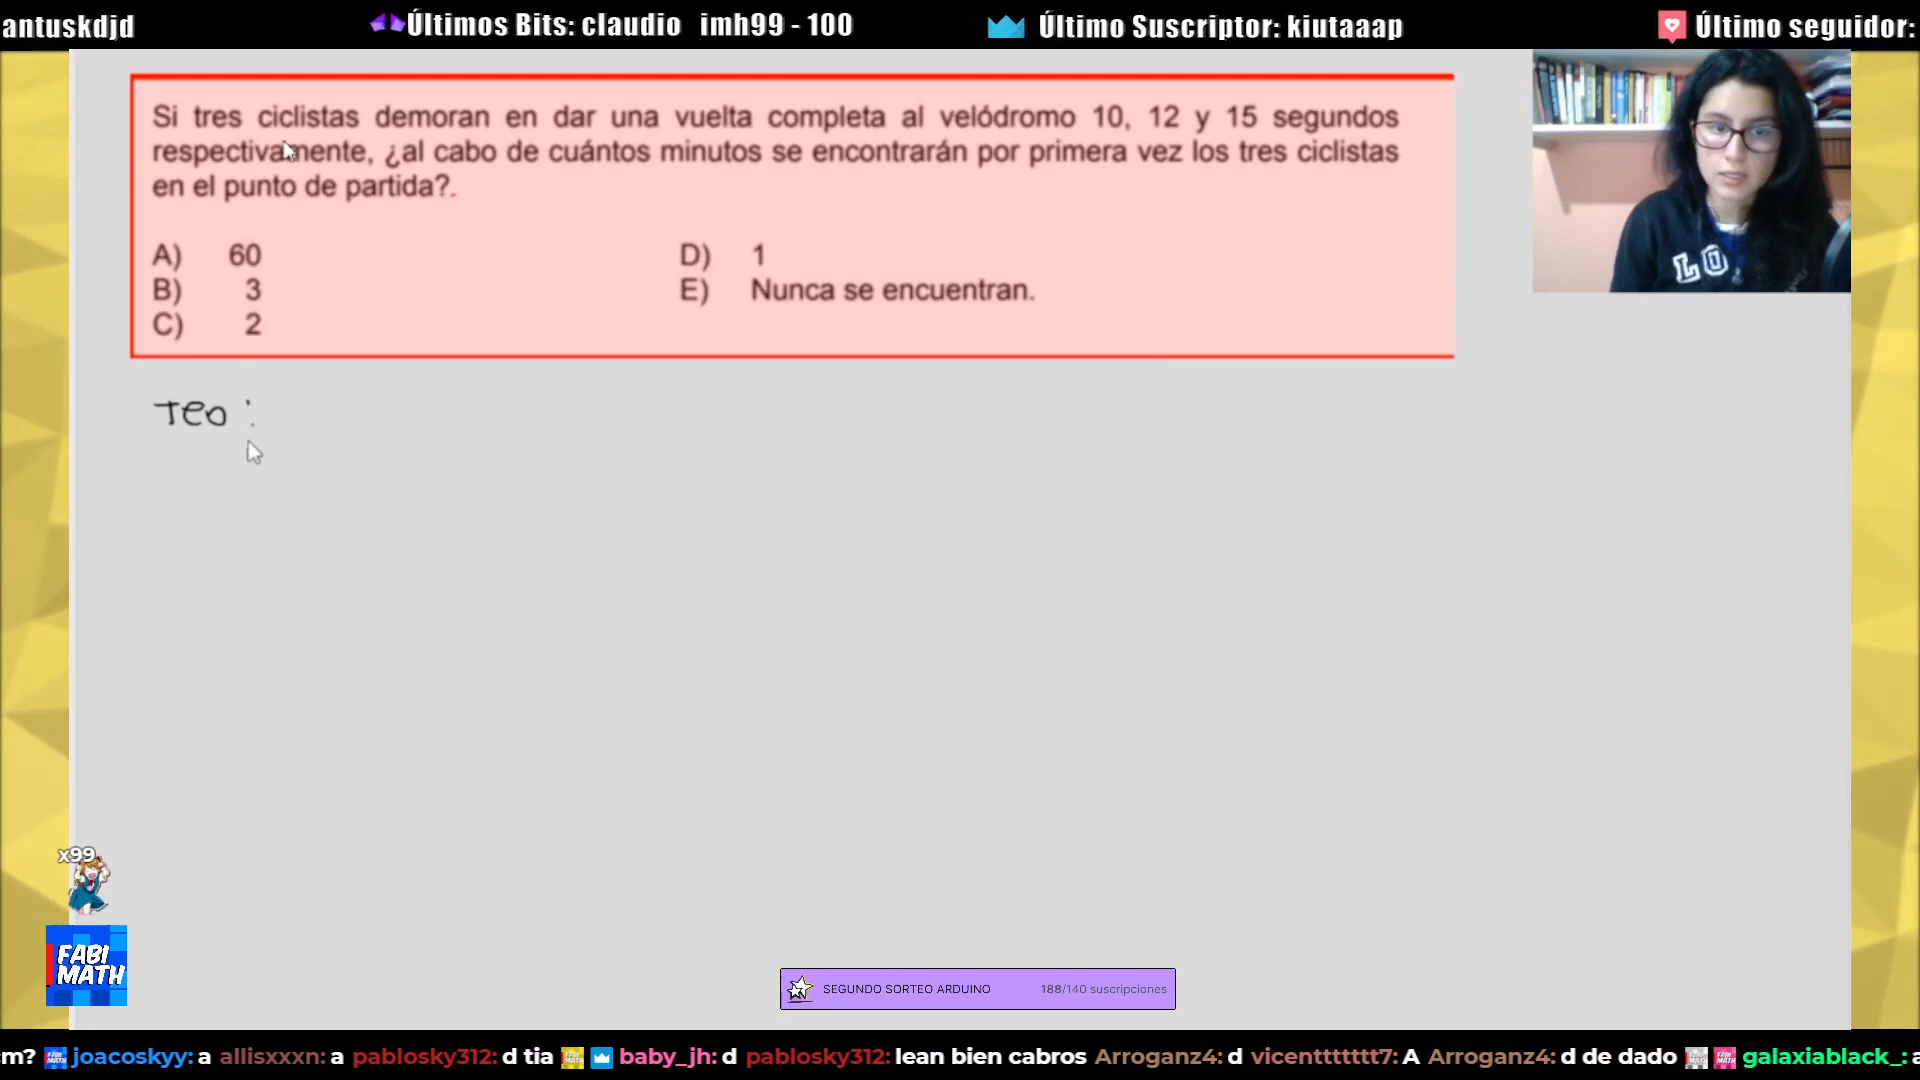 antuskdjd
Últimos Bits: claudio imh99 - 100
Último Suscriptor: kiutaaap
Último seguidor:
Si tres ciclistas demoran en dar una vuelta completa al velódromo 10, 12 y 15 segundos
respectivamente, ¿al cabo de cuántos minutos se encontrarán por primera vez los tres ciclistas
en el punto de partida?
A) 60
B) 3
C) 2
D) 1
E) Nunca se encuentran.
LO
Teo :
x99
FABI
MATH
SEGUNDO SORTEO ARDUINO 188/140 suscripciones
cm? joacoskyy: a allisxxxn: a pablosky312: d tia baby_jh: d pablosky312: lean bien cabros Arroganz4: d vicenttttttt7: A Arroganz4: d de dado galaxiablack_: a